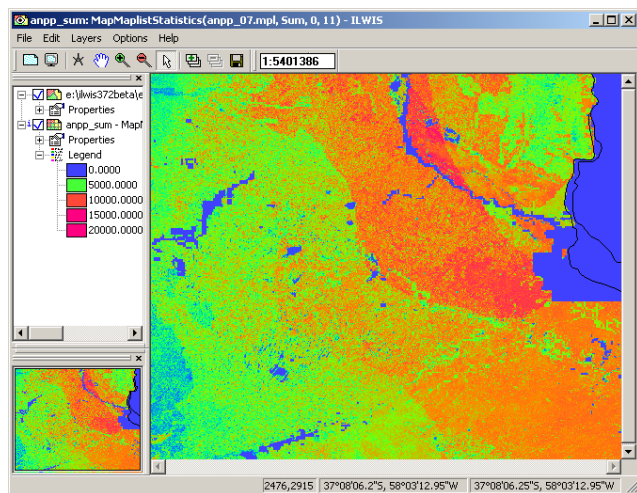 anpp_sum: MapMaplistStatistics(anpp_07.mpl, Sum, 0, 11) - ILWIS
File Edit Layers Options Help
1:5401386
e:\ilwis372beta\e
Properties
anpp_sum - MapM
Properties
Legend
0.0000
5000.0000
10000.0000
15000.0000
20000.0000
2476,2915 37°08'06.2"S, 58°03'12.95"W 37°08'06.25"S, 58°03'12.95"W